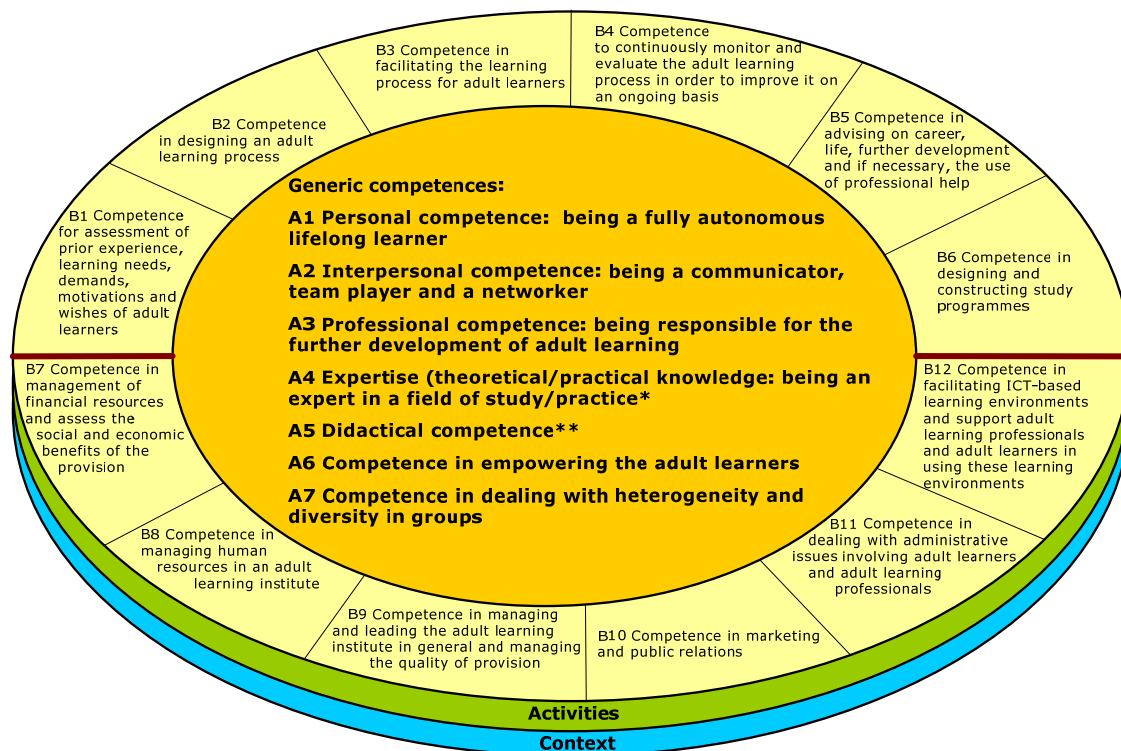 B4 Competence
to continuously monitor and
evaluate the adult learning
process in order to improve it on
an ongoing basis
B3 Competence in
facilitating the learning
process for adult learners
B2 Competence
in designing an adult
learning process
B5 Competence in
advising on career,
life, further development
and if necessary, the use
of professional help
B1 Competence
for assessment of
prior experience,
learning needs,
demands,
motivations and
wishes of adult
learners
B6 Competence in
designing and
constructing study
programmes
Generic competences:
A1 Personal competence:  being a fully autonomous
lifelong learner
A2 Interpersonal competence: being a communicator,
team player and a networker
A3 Professional competence: being responsible for the
further development of adult learning
A4 Expertise (theoretical/practical knowledge: being an
expert in a field of study/practice*
A5 Didactical competence**
A6 Competence in empowering the adult learners
A7 Competence in dealing with heterogeneity and
diversity in groups
B7 Competence in
management of
financial resources
and assess the
social and economic
benefits of the
provision
B12 Competence in
facilitating ICT-based
learning environments
and support adult
learning professionals
and adult learners in
using these learning
environments
B8 Competence in
managing human
resources in an adult
learning institute
B11 Competence in
dealing with administrative
issues involving adult learners
and adult learning
professionals
B9 Competence in managing
and leading the adult learning
institute in general and managing
the quality of provision
B10 Competence in marketing
and public relations
Activities
Context